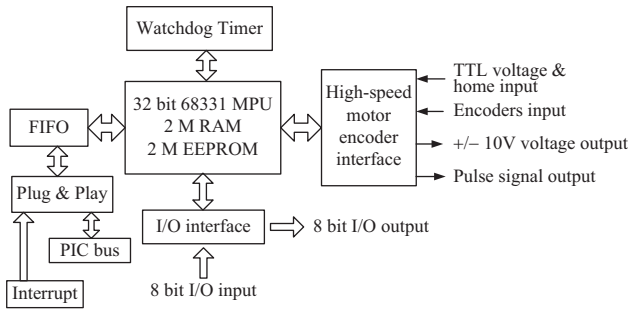 Watchdog Timer
32 bit 68331 MPU
2 M RAM
2 M EEPROM
FIFO
Plug & Play
PIC bus
Interrupt
I/O interface
8 bit I/O output
8 bit I/O input
High-speed
motor
encoder
interface
TTL voltage &
home input
Encoders input
+/− 10V voltage output
Pulse signal output